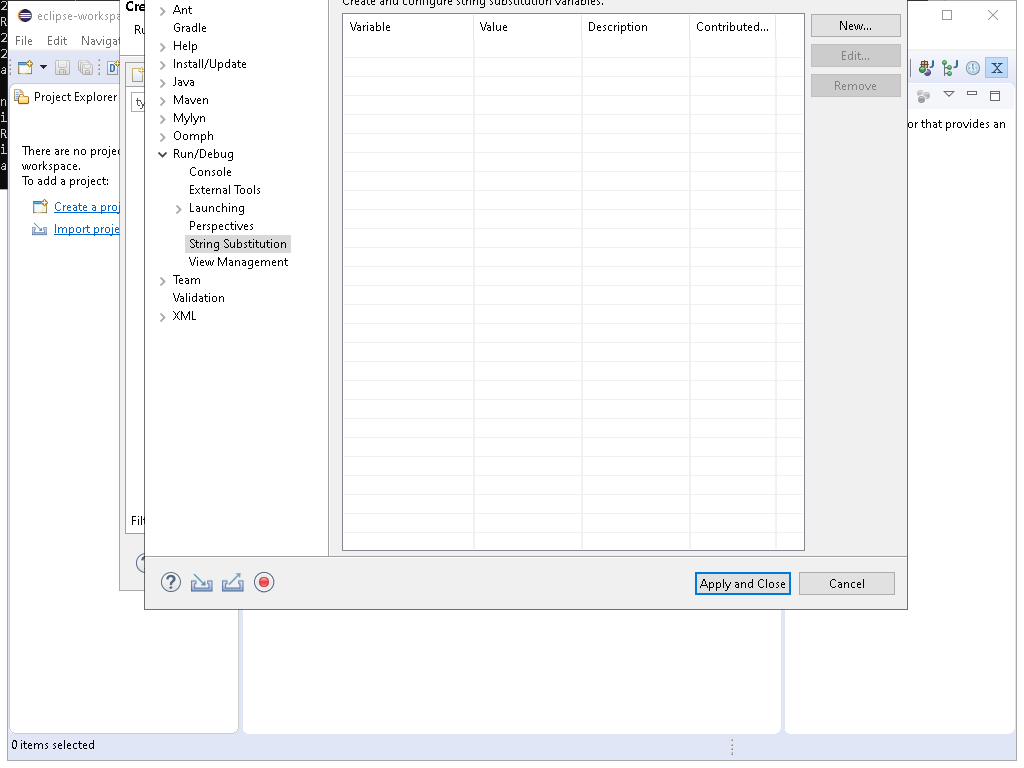 eclipse-workspa
Cre
File Edit Navigat
Ru
Project Explorer
ty
There are no projec
workspace.
To add a project:
Create a proj
Import proje
Filt
Ant
Gradle
Help
Install/Update
Java
Maven
Mylyn
Oomph
Run/Debug
Console
External Tools
Launching
Perspectives
String Substitution
View Management
Team
Validation
XML
Create and configure string substitution variables.
Variable Value Description Contributed...
New...
Edit...
Remove
or that provides an
Apply and Close Cancel
0 items selected